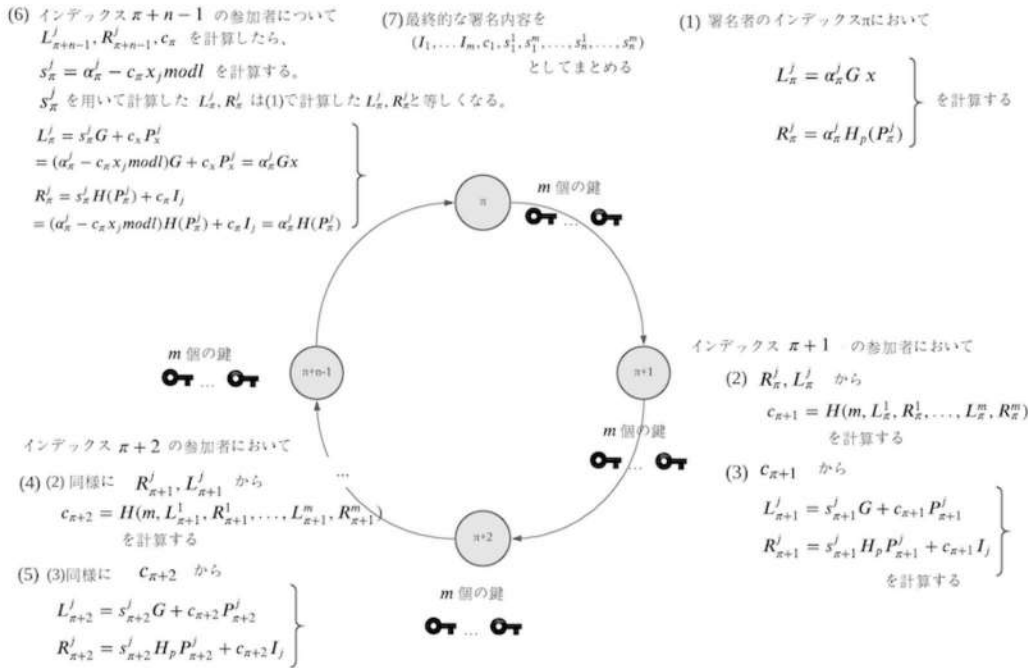 (6) インデックス π+n−1 の参加者について
L^j_{π+n−1}, R^j_{π+n−1}, c_π を計算したら、
s^j_π = α^j_π − c_π x_j modl を計算する。
s^j_π を用いて計算した L^j_π, R^j_π は(1)で計算した L^j_π, R^j_πと等しくなる。
L^j_π = s^j_π G + c_x P^j_x
= (α^j_π − c_π x_j modl)G + c_x P^j_x = α^j_π Gx
R^j_π = s^j_π H(P^j_π) + c_π I_j
= (α^j_π − c_π x_j modl)H(P^j_π) + c_π I_j = α^j_π H(P^j_π)
(7)最終的な署名内容を
(I_1, … I_m, c_1, s^1_1, s^m_1, …, s^1_n, …, s^m_n)
としてまとめる
(1) 署名者のインデックスπにおいて
L^j_π = α^j_π G x
R^j_π = α^j_π H_p(P^j_π)
を計算する
π
m 個の鍵
…
π+1
インデックス π+1 の参加者において
(2) R^j_π, L^j_π から
c_{π+1} = H(m, L^1_π, R^1_π, …, L^m_π, R^m_π)
を計算する
(3) c_{π+1} から
L^j_{π+1} = s^j_{π+1} G + c_{π+1} P^j_{π+1}
R^j_{π+1} = s^j_{π+1} H_p P^j_{π+1} + c_{π+1} I_j
を計算する
m 個の鍵
…
π+2
m 個の鍵
…
…
インデックス π+2 の参加者において
(4) (2) 同様に R^j_{π+1}, L^j_{π+1} から
c_{π+2} = H(m, L^1_{π+1}, R^1_{π+1}, …, L^m_{π+1}, R^m_{π+1})
を計算する
(5) (3)同様に c_{π+2} から
L^j_{π+2} = s^j_{π+2} G + c_{π+2} P^j_{π+2}
R^j_{π+2} = s^j_{π+2} H_p P^j_{π+2} + c_{π+2} I_j
π+n-1
m 個の鍵
…